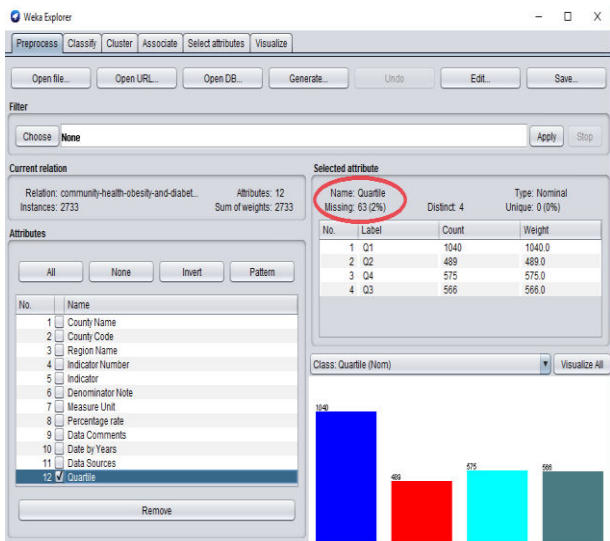 Weka Explorer
Preprocess Classify Cluster Associate Select attributes Visualize
Open file... Open URL... Open DB... Generate... Undo Edit... Save...
Filter
Choose None Apply Stop
Current relation
Relation: community-health-obesity-and-diabet... Attributes: 12
Instances: 2733 Sum of weights: 2733
Attributes
All None Invert Pattern
No. Name
1 County Name
2 County Code
3 Region Name
4 Indicator Number
5 Indicator
6 Denominator Note
7 Measure Unit
8 Percentage rate
9 Data Comments
10 Date by Years
11 Data Sources
12 Quartile
Remove
Selected attribute
Name: Quartile Type: Nominal
Missing: 63 (2%) Distinct: 4 Unique: 0 (0%)
No. Label Count Weight
1 Q1 1040 1040.0
2 Q2 489 489.0
3 Q4 575 575.0
4 Q3 566 566.0
Class: Quartile (Nom) Visualize All
1040
489
575
566